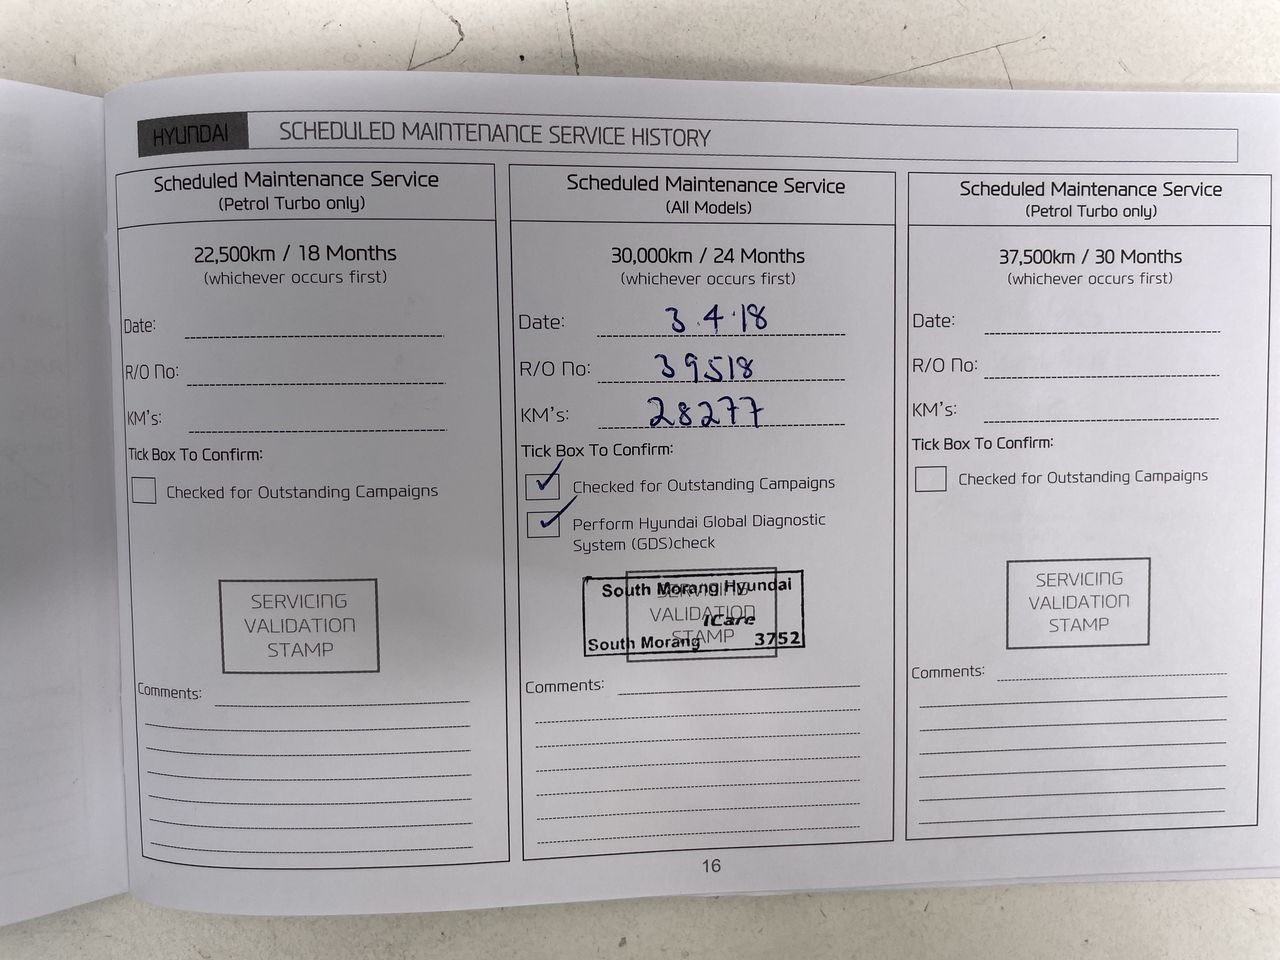 HYUNDAI SCHEDULED MAINTENANCE SERVICE HISTORY
Scheduled Maintenance Service
(Petrol Turbo only)
22,500km / 18 Months
(whichever occurs first)
Date:
R/O No:
KM's:
Tick Box To Confirm:
Checked for Outstanding Campaigns
SERVICING
VALIDATION
STAMP
Comments:
Scheduled Maintenance Service
(All Models)
30,000km / 24 Months
(whichever occurs first)
Date: 3.4.18
R/O No: 39518
KM's: 28277
Tick Box To Confirm:
Checked for Outstanding Campaigns
Perform Hyundai Global Diagnostic
System (GDS)check
SERVICING
VALIDATION
STAMP
South Morang Hyundai
iCare
South Morang 3752
Comments:
Scheduled Maintenance Service
(Petrol Turbo only)
37,500km / 30 Months
(whichever occurs first)
Date:
R/O No:
KM's:
Tick Box To Confirm:
Checked for Outstanding Campaigns
SERVICING
VALIDATION
STAMP
Comments:
16